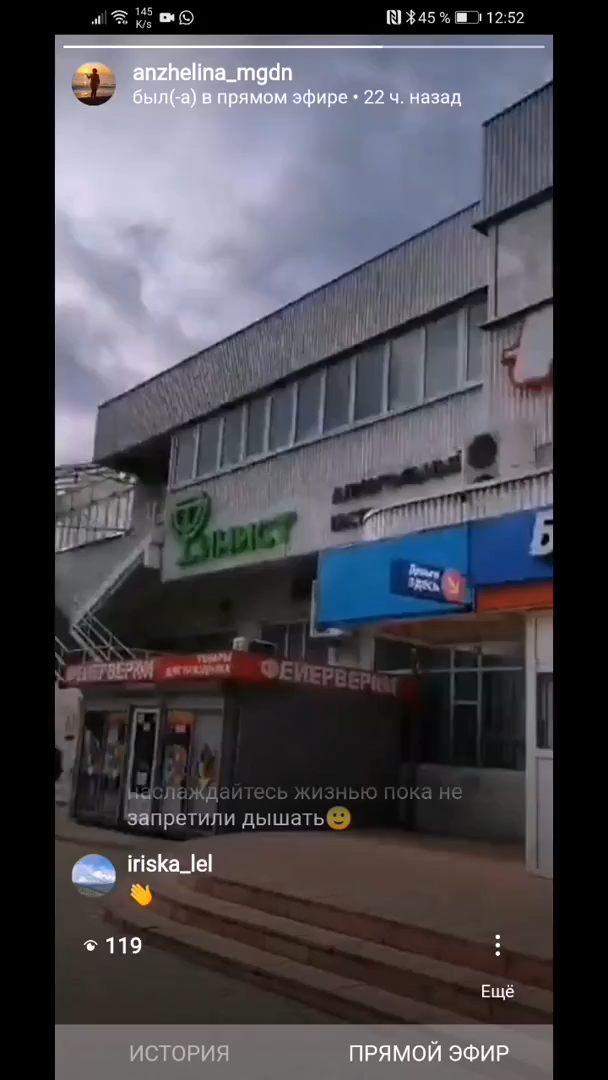 145
K/s
45 %
12:52
anzhelina_mgdn
был(-а) в прямом эфире • 22 ч. назад
ФЕЙЕРВЕРКИ
ТОВАРЫ
ДЛЯ ПРАЗДНИКА
ФЕЙЕРВЕРКИ
Деньги
здесь
наслаждайтесь жизнью пока не
запретили дышать🙂
iriska_lel
👋
119
Ещё
ИСТОРИЯ
ПРЯМОЙ ЭФИР